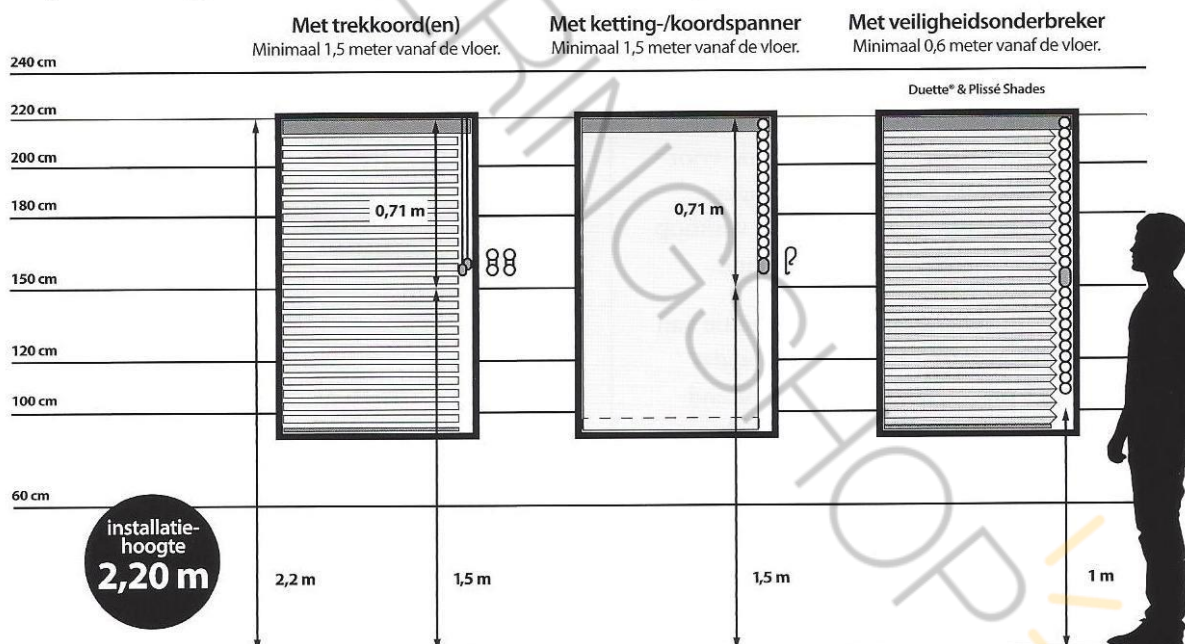 Met trekkoord(en)
Minimaal 1,5 meter vanaf de vloer.
Met ketting-/koordspanner
Minimaal 1,5 meter vanaf de vloer.
Met veiligheidsonderbreker
Minimaal 0,6 meter vanaf de vloer.
Duette® & Plissé Shades
240 cm
220 cm
200 cm
180 cm
150 cm
120 cm
100 cm
60 cm
0,71 m
0,71 m
installatie-
hoogte
2,20 m
2,2 m
1,5 m
1,5 m
1 m
RINGSHOP